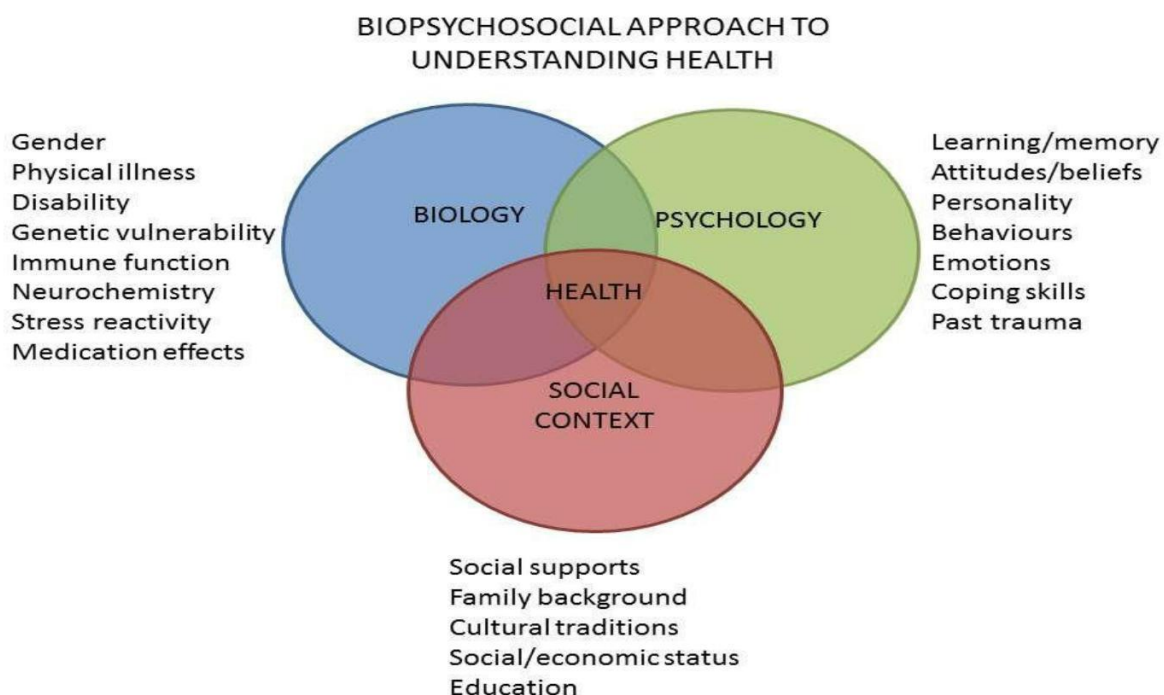 BIOPSYCHOSOCIAL APPROACH TO
UNDERSTANDING HEALTH
Gender
Physical illness
Disability
Genetic vulnerability
Immune function
Neurochemistry
Stress reactivity
Medication effects
BIOLOGY
PSYCHOLOGY
HEALTH
SOCIAL
CONTEXT
Learning/memory
Attitudes/beliefs
Personality
Behaviours
Emotions
Coping skills
Past trauma
Social supports
Family background
Cultural traditions
Social/economic status
Education